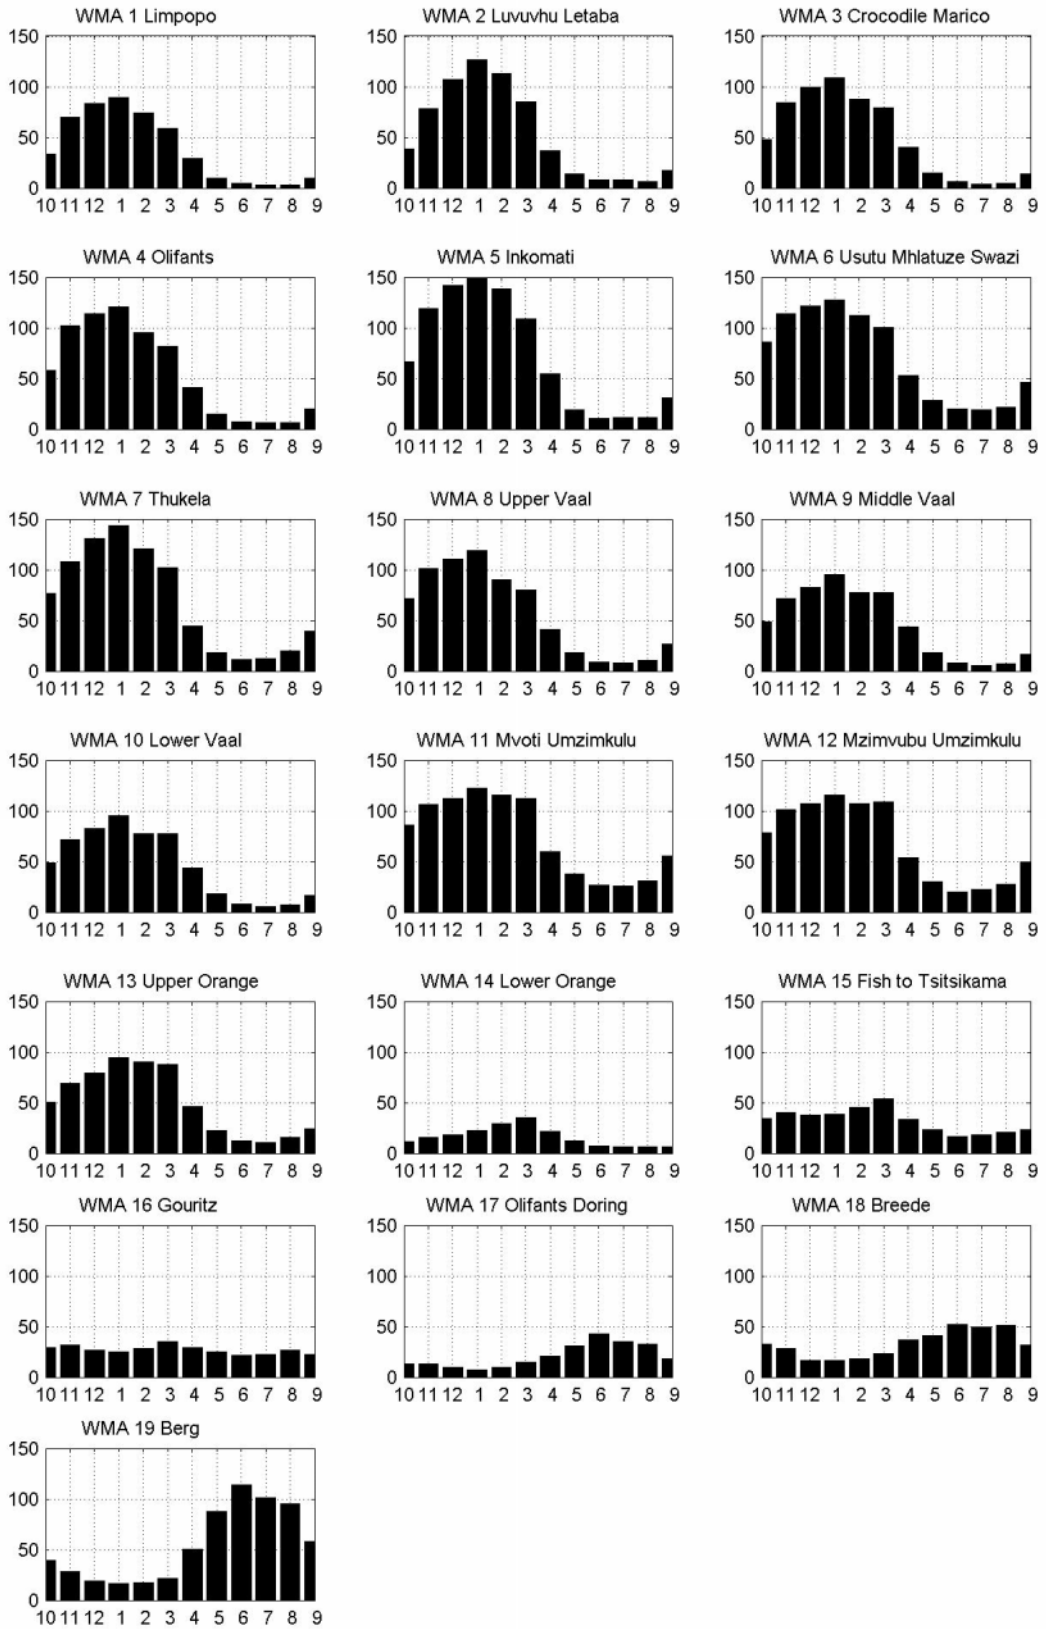 WMA 1 Limpopo
150
100
50
0
10 11 12 1 2 3 4 5 6 7 8 9
WMA 2 Luvuvhu Letaba
150
100
50
0
10 11 12 1 2 3 4 5 6 7 8 9
WMA 3 Crocodile Marico
150
100
50
0
10 11 12 1 2 3 4 5 6 7 8 9
WMA 4 Olifants
150
100
50
0
10 11 12 1 2 3 4 5 6 7 8 9
WMA 5 Inkomati
150
100
50
0
10 11 12 1 2 3 4 5 6 7 8 9
WMA 6 Usutu Mhlatuze Swazi
150
100
50
0
10 11 12 1 2 3 4 5 6 7 8 9
WMA 7 Thukela
150
100
50
0
10 11 12 1 2 3 4 5 6 7 8 9
WMA 8 Upper Vaal
150
100
50
0
10 11 12 1 2 3 4 5 6 7 8 9
WMA 9 Middle Vaal
150
100
50
0
10 11 12 1 2 3 4 5 6 7 8 9
WMA 10 Lower Vaal
150
100
50
0
10 11 12 1 2 3 4 5 6 7 8 9
WMA 11 Mvoti Umzimkulu
150
100
50
0
10 11 12 1 2 3 4 5 6 7 8 9
WMA 12 Mzimvubu Umzimkulu
150
100
50
0
10 11 12 1 2 3 4 5 6 7 8 9
WMA 13 Upper Orange
150
100
50
0
10 11 12 1 2 3 4 5 6 7 8 9
WMA 14 Lower Orange
150
100
50
0
10 11 12 1 2 3 4 5 6 7 8 9
WMA 15 Fish to Tsitsikama
150
100
50
0
10 11 12 1 2 3 4 5 6 7 8 9
WMA 16 Gouritz
150
100
50
0
10 11 12 1 2 3 4 5 6 7 8 9
WMA 17 Olifants Doring
150
100
50
0
10 11 12 1 2 3 4 5 6 7 8 9
WMA 18 Breede
150
100
50
0
10 11 12 1 2 3 4 5 6 7 8 9
WMA 19 Berg
150
100
50
0
10 11 12 1 2 3 4 5 6 7 8 9